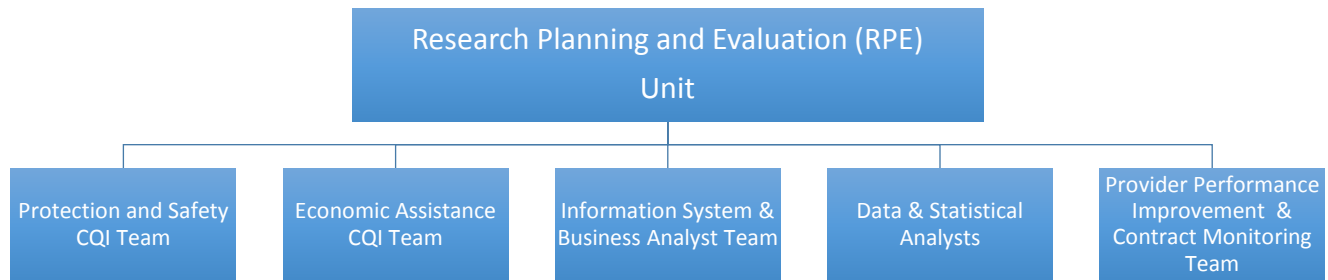 Research Planning and Evaluation (RPE)
Unit
Protection and Safety
CQI Team
Economic Assistance
CQI Team
Information System &
Business Analyst Team
Data & Statistical
Analysts
Provider Performance
Improvement &
Contract Monitoring
Team